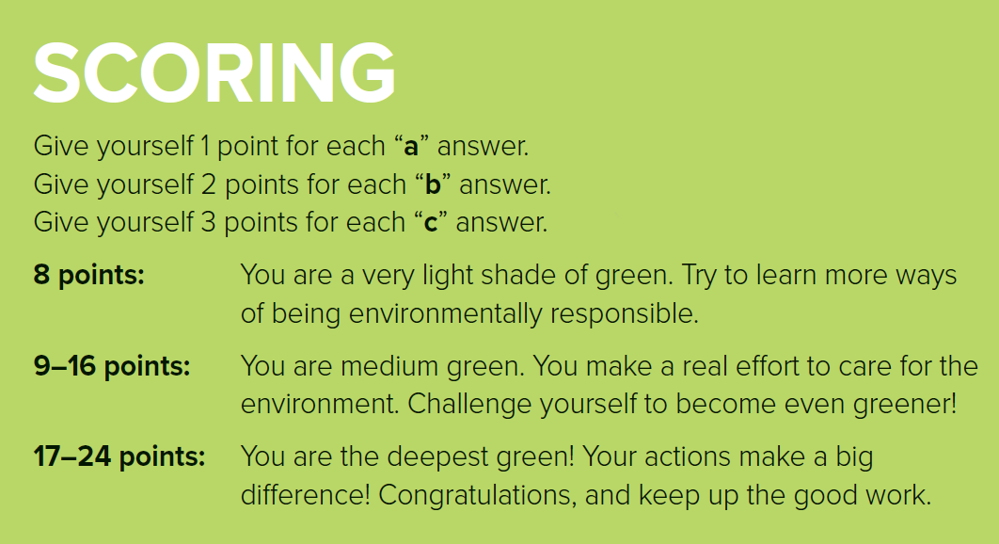 SCORING
Give yourself 1 point for each “a” answer.
Give yourself 2 points for each “b” answer.
Give yourself 3 points for each “c” answer.
8 points: You are a very light shade of green. Try to learn more ways
of being environmentally responsible.
9–16 points: You are medium green. You make a real effort to care for the
environment. Challenge yourself to become even greener!
17–24 points: You are the deepest green! Your actions make a big
difference! Congratulations, and keep up the good work.